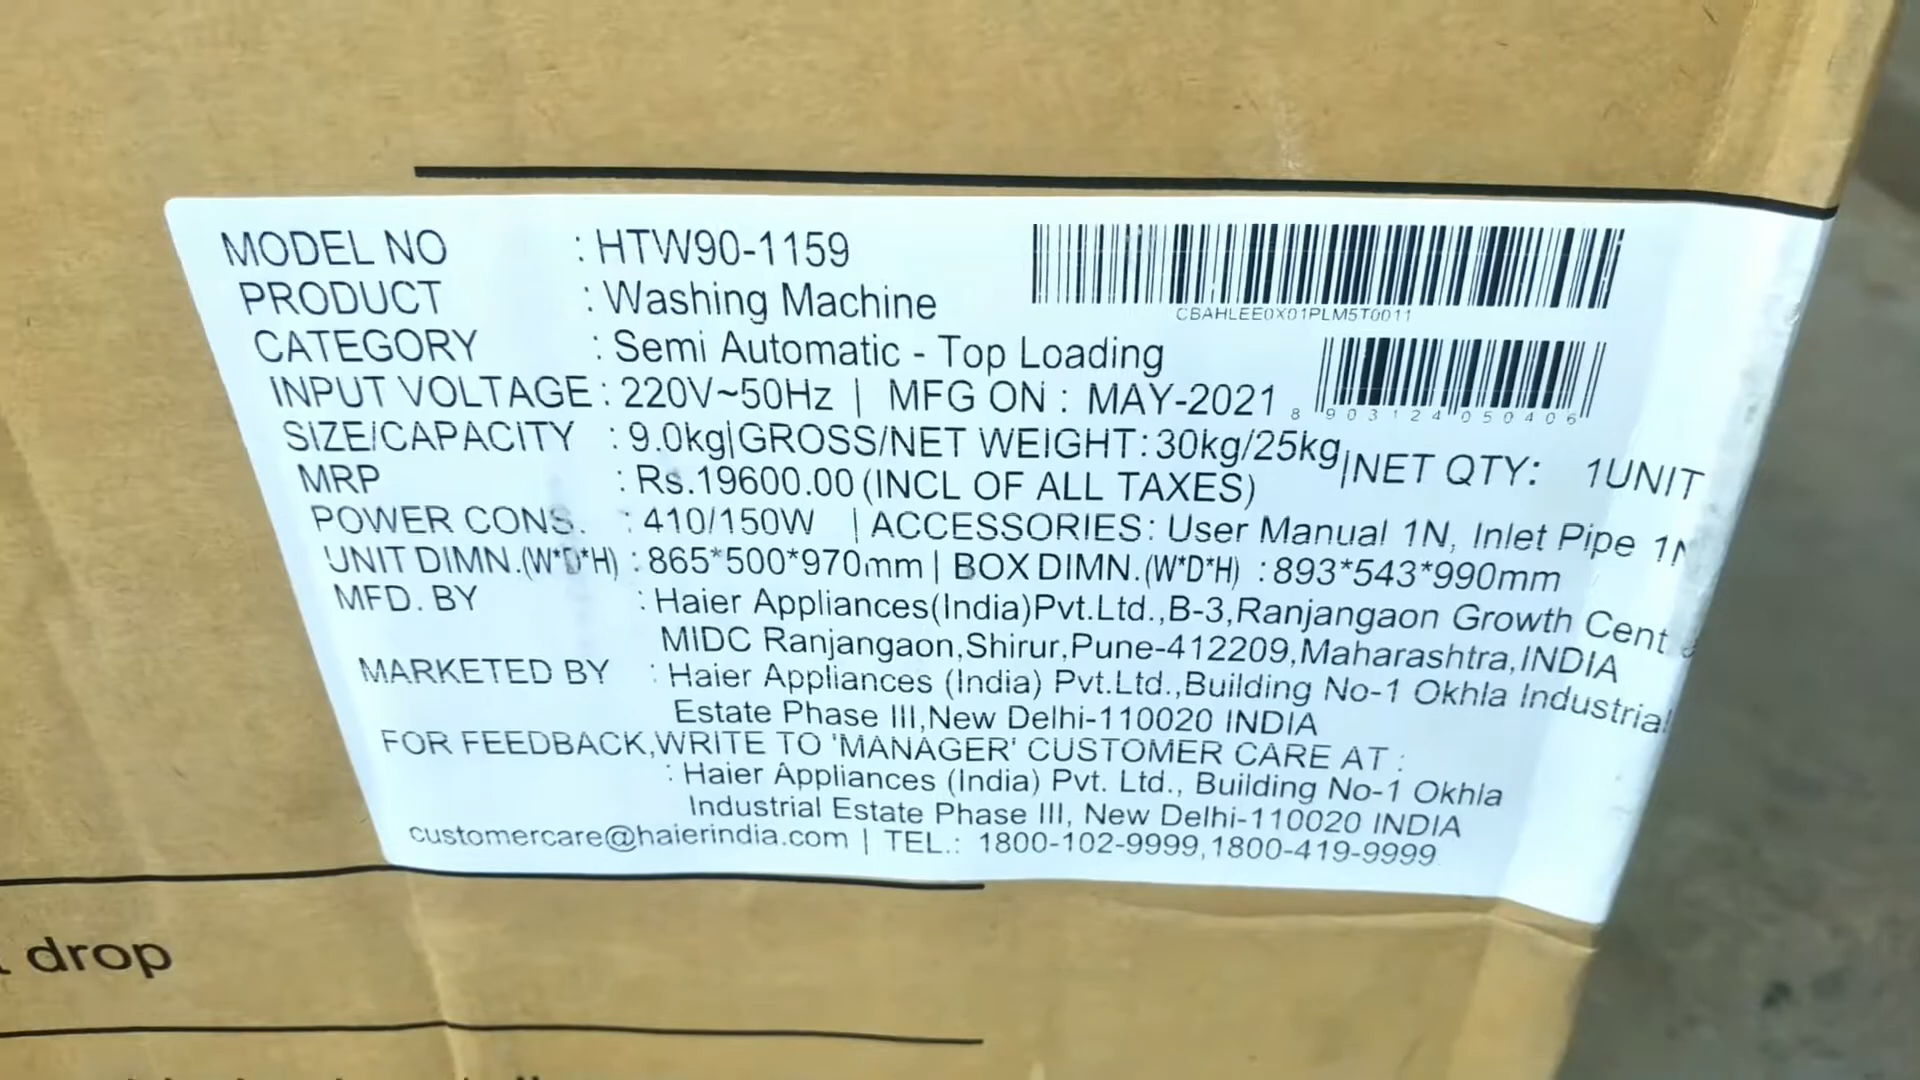 MODEL NO : HTW90-1159
PRODUCT : Washing Machine
CBAHLEE0X01PLM5T0011
CATEGORY : Semi Automatic - Top Loading
INPUT VOLTAGE : 220V~50Hz | MFG ON : MAY-2021
8 903124 050406
SIZE/CAPACITY : 9.0kg|GROSS/NET WEIGHT: 30kg/25kg|NET QTY: 1UNIT
MRP : Rs.19600.00 (INCL OF ALL TAXES)
POWER CONS. : 410/150W | ACCESSORIES: User Manual 1N, Inlet Pipe 1N
UNIT DIMN.(W*D*H) : 865*500*970mm | BOX DIMN.(W*D*H) : 893*543*990mm
MFD. BY : Haier Appliances(India)Pvt.Ltd.,B-3,Ranjangaon Growth
MIDC Ranjangaon,Shirur,Pune-412209,Maharashtra,INDIA
MARKETED BY : Haier Appliances (India) Pvt.Ltd.,Building No-1 Okhla Industrial
Estate Phase III,New Delhi-110020 INDIA
FOR FEEDBACK,WRITE TO 'MANAGER' CUSTOMER CARE AT :
: Haier Appliances (India) Pvt. Ltd., Building No-1 Okhla
Industrial Estate Phase III, New Delhi-110020 INDIA
customercare@haierindia.com | TEL.: 1800-102-9999,1800-419-9999
drop